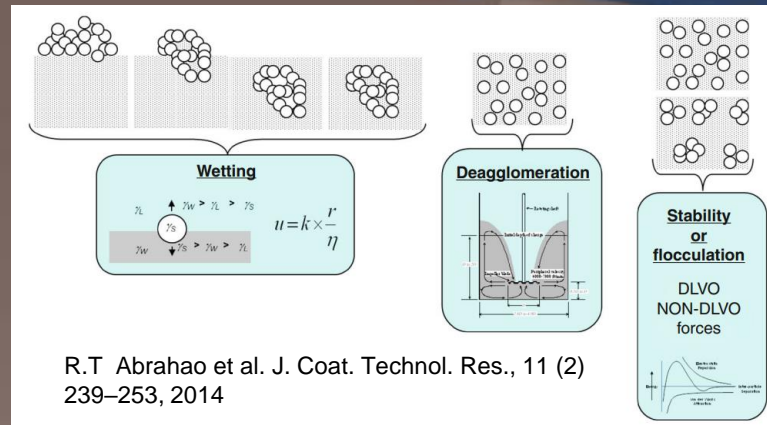 Wetting
γL
γW > γL > γS
γS
γS > γW > γL
γW
u = k × r/η
Deagglomeration
Stability
or
flocculation
DLVO
NON-DLVO
forces
R.T Abrahao et al. J. Coat. Technol. Res., 11 (2)
239–253, 2014